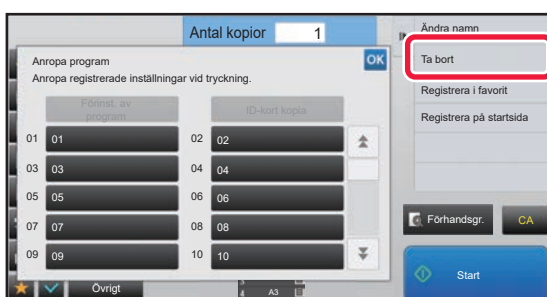 Antal kopior 1
Anropa program
OK
Anropa registrerade inställningar vid tryckning.
Förinst. av
program
ID-kort kopia
01 01
02 02
03 03
04 04
05 05
06 06
07 07
08 08
09 09
10 10
Övrigt
A3
4
Ändra namn
Ta bort
Registrera i favorit
Registrera på startsida
Förhandsgr.
CA
Start